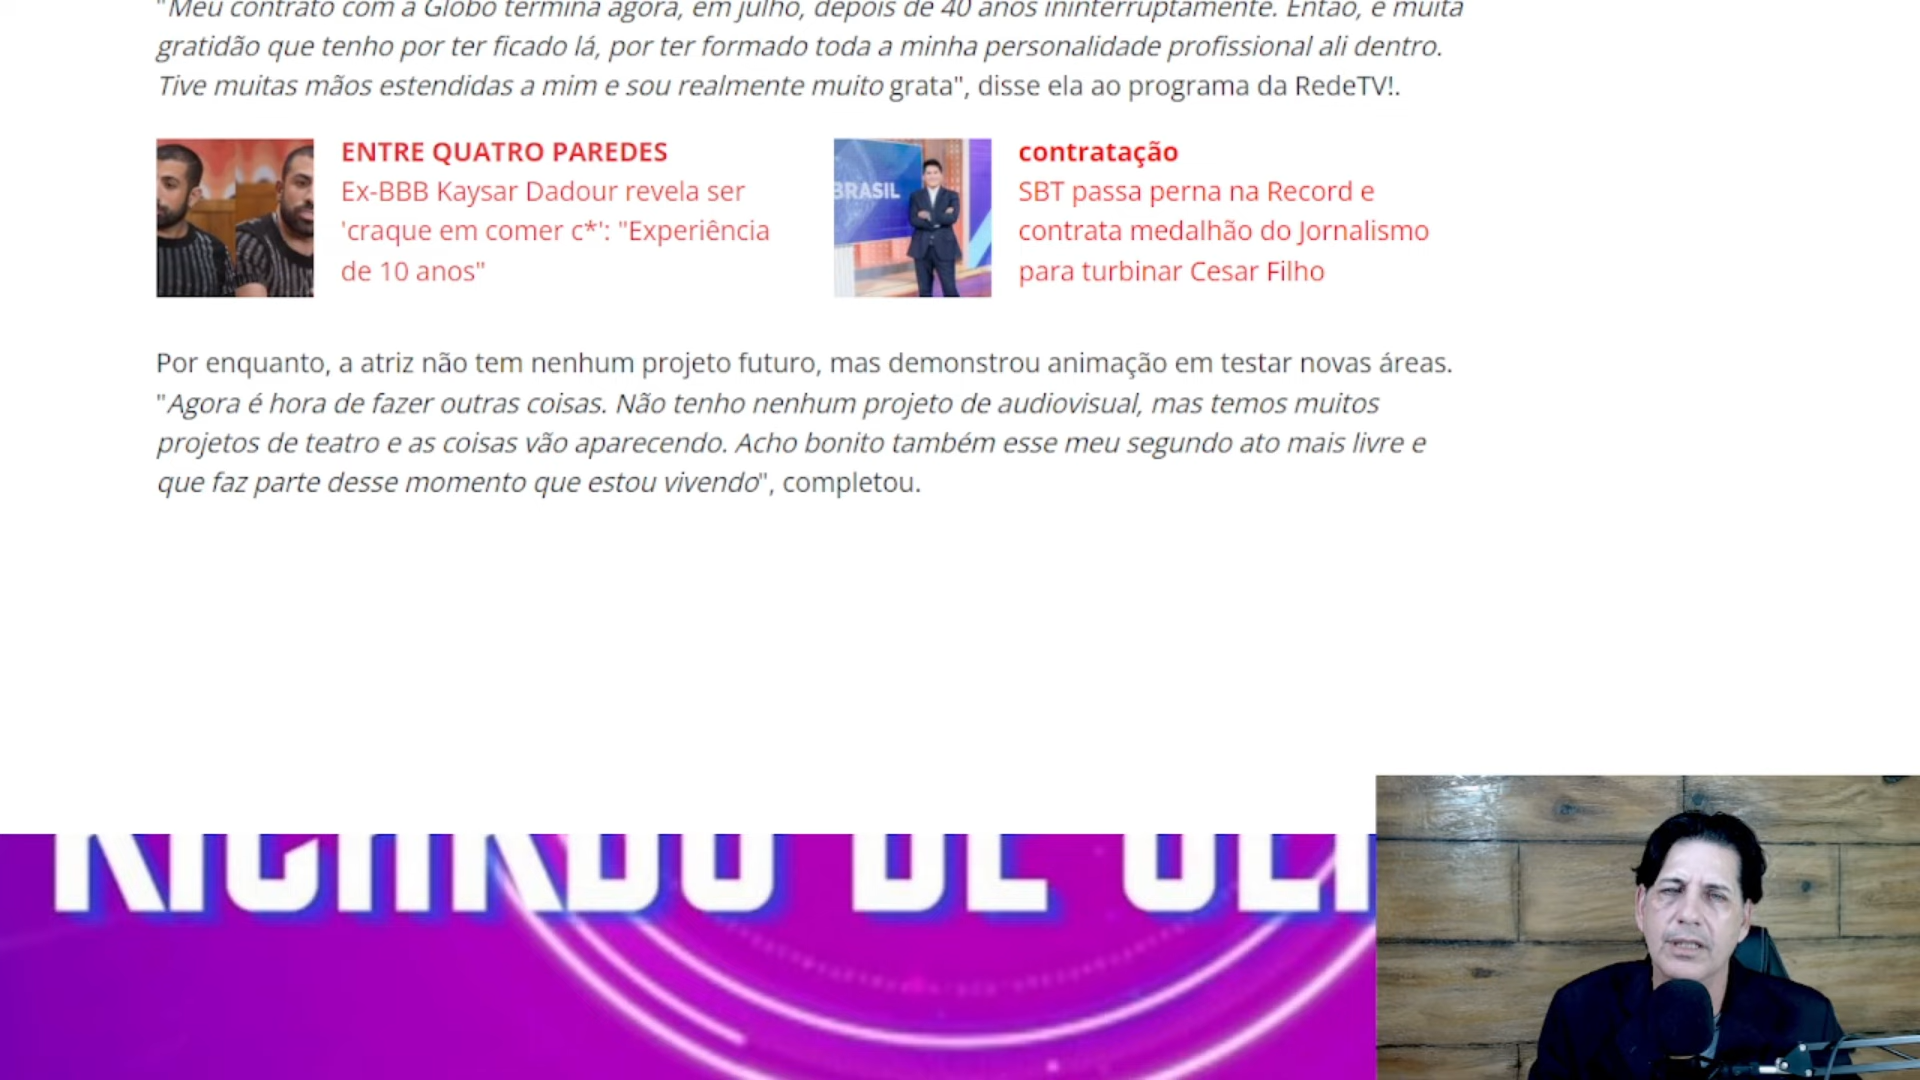 "Meu contrato com a Globo termina agora, em julho, depois de 40 anos ininterruptamente. Então, é muita
gratidão que tenho por ter ficado lá, por ter formado toda a minha personalidade profissional ali dentro.
Tive muitas mãos estendidas a mim e sou realmente muito grata", disse ela ao programa da RedeTV!.
ENTRE QUATRO PAREDES
Ex-BBB Kaysar Dadour revela ser
'craque em comer c*': "Experiência
de 10 anos"
BRASIL
contratação
SBT passa perna na Record e
contrata medalhão do Jornalismo
para turbinar Cesar Filho
Por enquanto, a atriz não tem nenhum projeto futuro, mas demonstrou animação em testar novas áreas.
"Agora é hora de fazer outras coisas. Não tenho nenhum projeto de audiovisual, mas temos muitos
projetos de teatro e as coisas vão aparecendo. Acho bonito também esse meu segundo ato mais livre e
que faz parte desse momento que estou vivendo", completou.
RICARDO DE